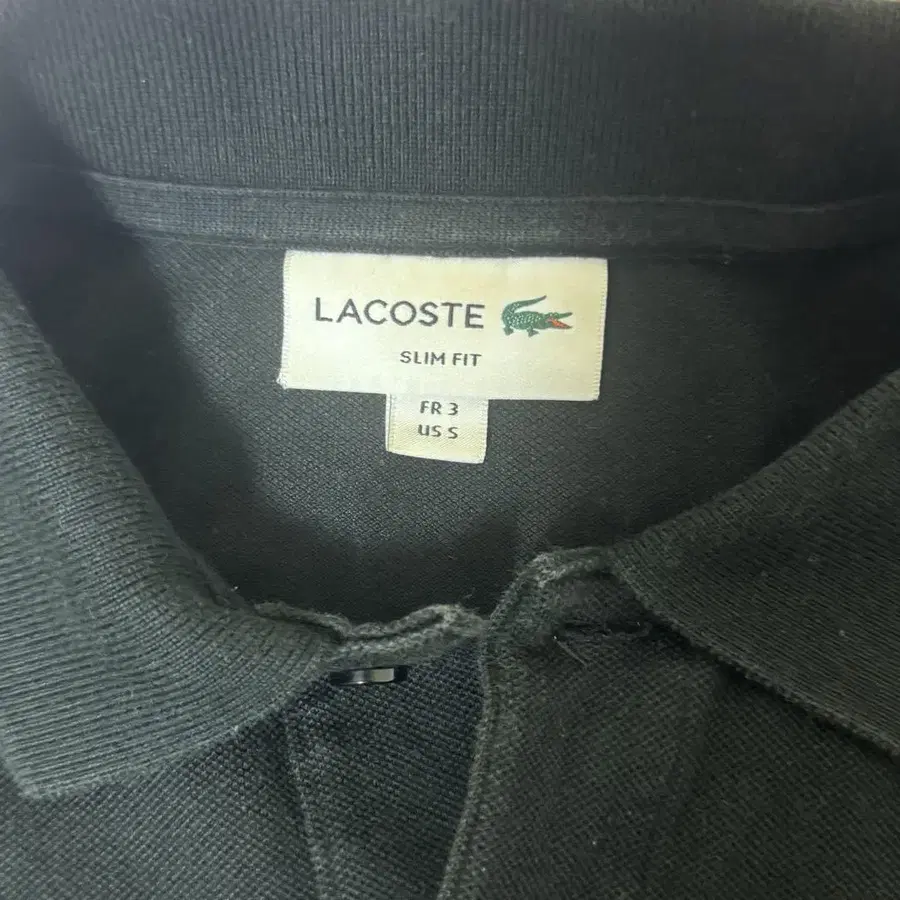 LACOSTE
SLIM FIT
FR 3
US S